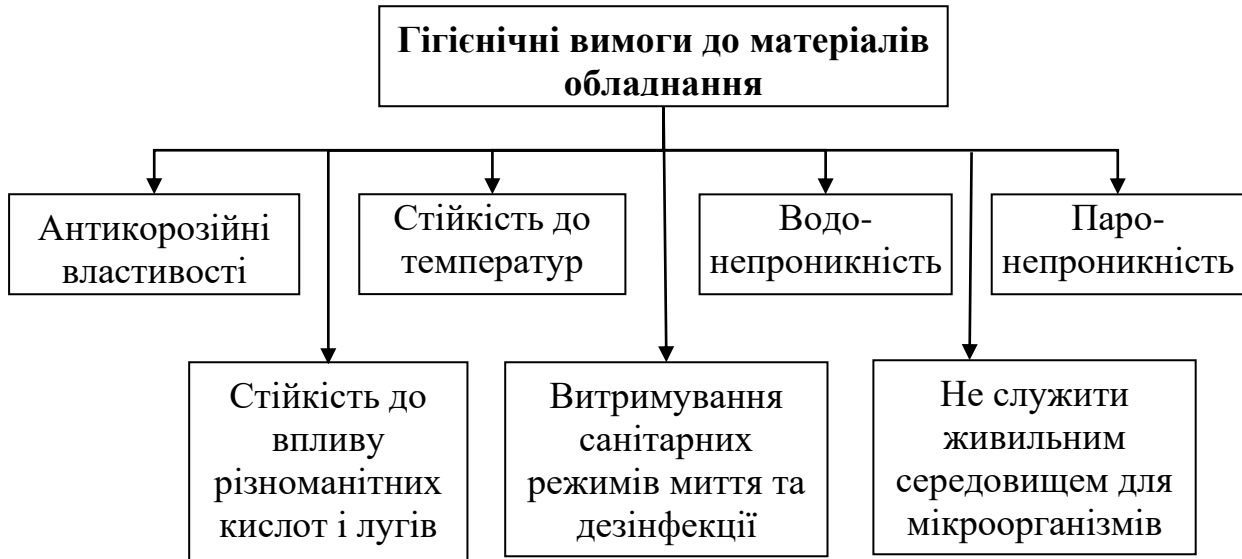 Гігієнічні вимоги до матеріалів
обладнання
Антикорозійні
властивості
Стійкість до
температур
Водо-
непроникність
Паро-
непроникність
Стійкість до
впливу
різноманітних
кислот і лугів
Витримування
санітарних
режимів миття та
дезінфекції
Не служити
живильним
середовищем для
мікроорганізмів